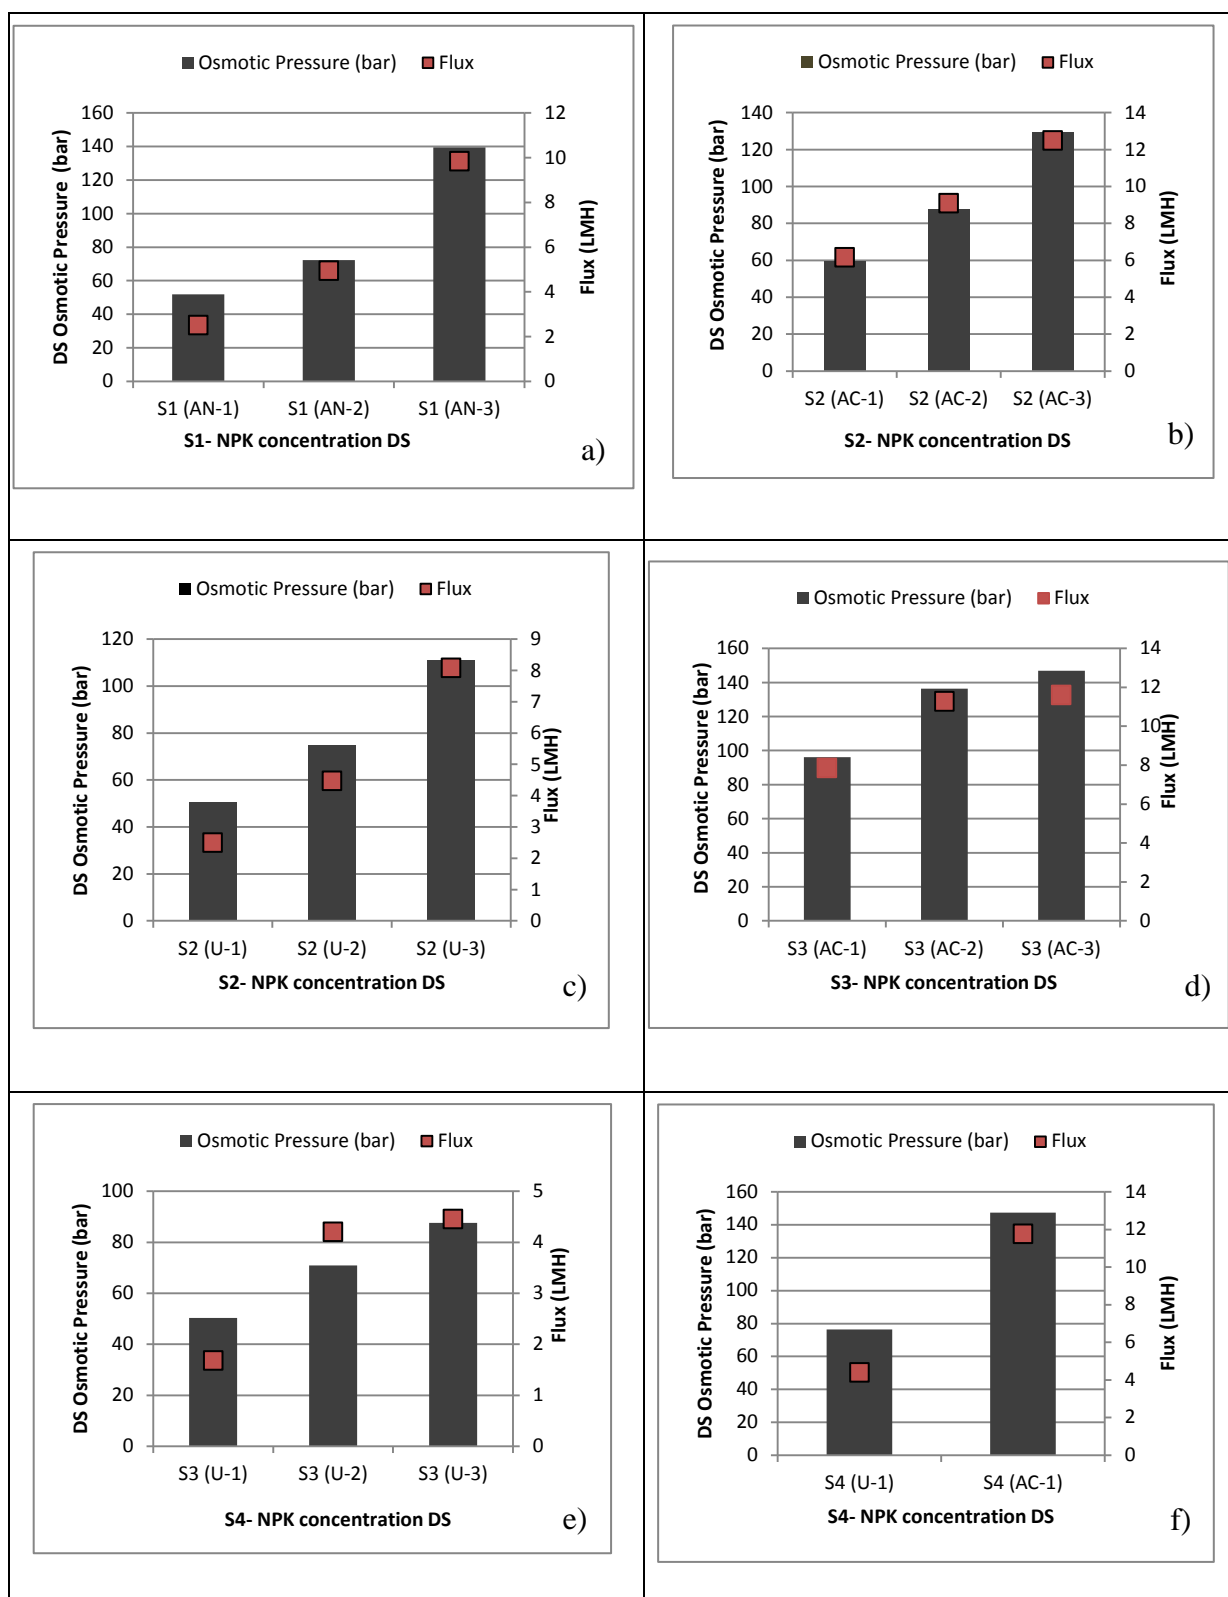 Osmotic Pressure (bar) Flux
DS Osmotic Pressure (bar)
160
140
120
100
80
60
40
20
0
12
10
8
6
4
2
0
Flux (LMH)
S1 (AN-1) S1 (AN-2) S1 (AN-3)
S1- NPK concentration DS
a)
Osmotic Pressure (bar) Flux
DS Osmotic Pressure (bar)
140
120
100
80
60
40
20
0
14
12
10
8
6
4
2
0
Flux (LMH)
S2 (AC-1) S2 (AC-2) S2 (AC-3)
S2- NPK concentration DS
b)
Osmotic Pressure (bar) Flux
DS Osmotic Pressure (bar)
120
100
80
60
40
20
0
9
8
7
6
5
4
3
2
1
0
Flux (LMH)
S2 (U-1) S2 (U-2) S2 (U-3)
S2- NPK concentration DS
c)
Osmotic Pressure (bar) Flux
DS Osmotic Pressure (bar)
160
140
120
100
80
60
40
20
0
14
12
10
8
6
4
2
0
Flux (LMH)
S3 (AC-1) S3 (AC-2) S3 (AC-3)
S3- NPK concentration DS
d)
Osmotic Pressure (bar) Flux
DS Osmotic Pressure (bar)
100
80
60
40
20
0
5
4
3
2
1
0
Flux (LMH)
S3 (U-1) S3 (U-2) S3 (U-3)
S4- NPK concentration DS
e)
Osmotic Pressure (bar) Flux
DS Osmotic Pressure (bar)
160
140
120
100
80
60
40
20
0
14
12
10
8
6
4
2
0
Flux (LMH)
S4 (U-1) S4 (AC-1)
S4- NPK concentration DS
f)